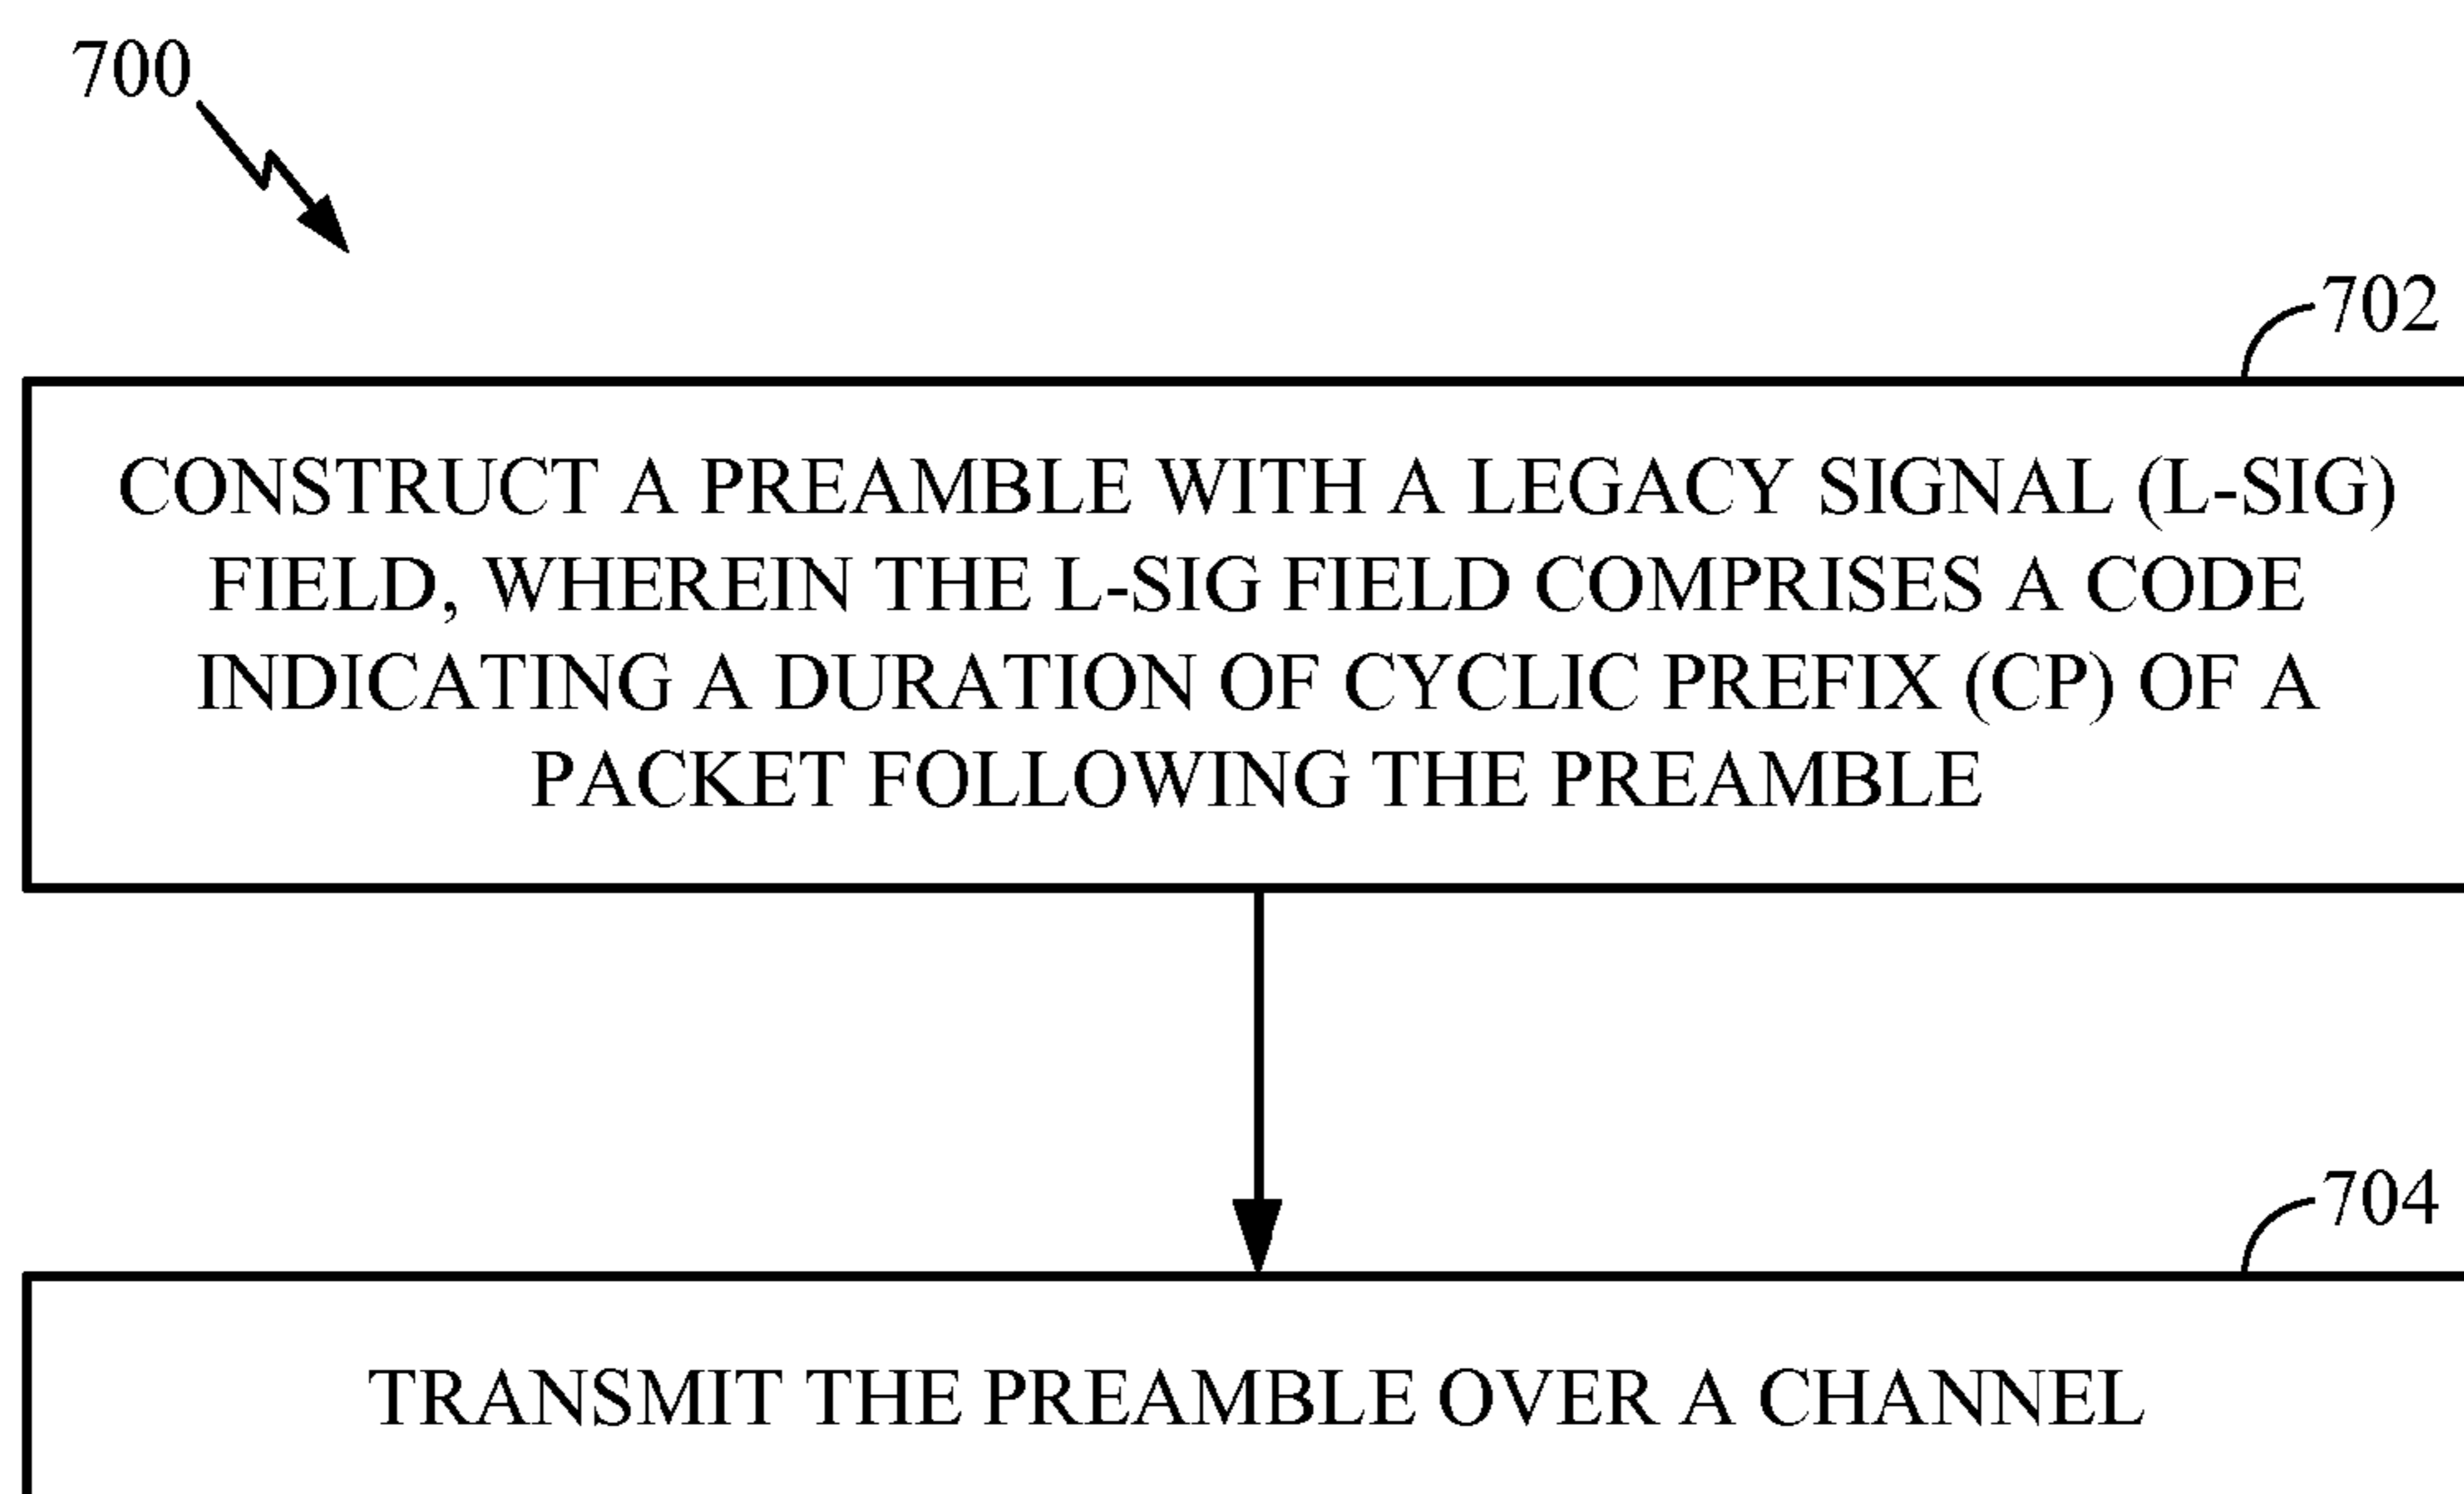 700
702
CONSTRUCT A PREAMBLE WITH A LEGACY SIGNAL (L-SIG)
FIELD, WHEREIN THE L-SIG FIELD COMPRISES A CODE
INDICATING A DURATION OF CYCLIC PREFIX (CP) OF A
PACKET FOLLOWING THE PREAMBLE
704
TRANSMIT THE PREAMBLE OVER A CHANNEL